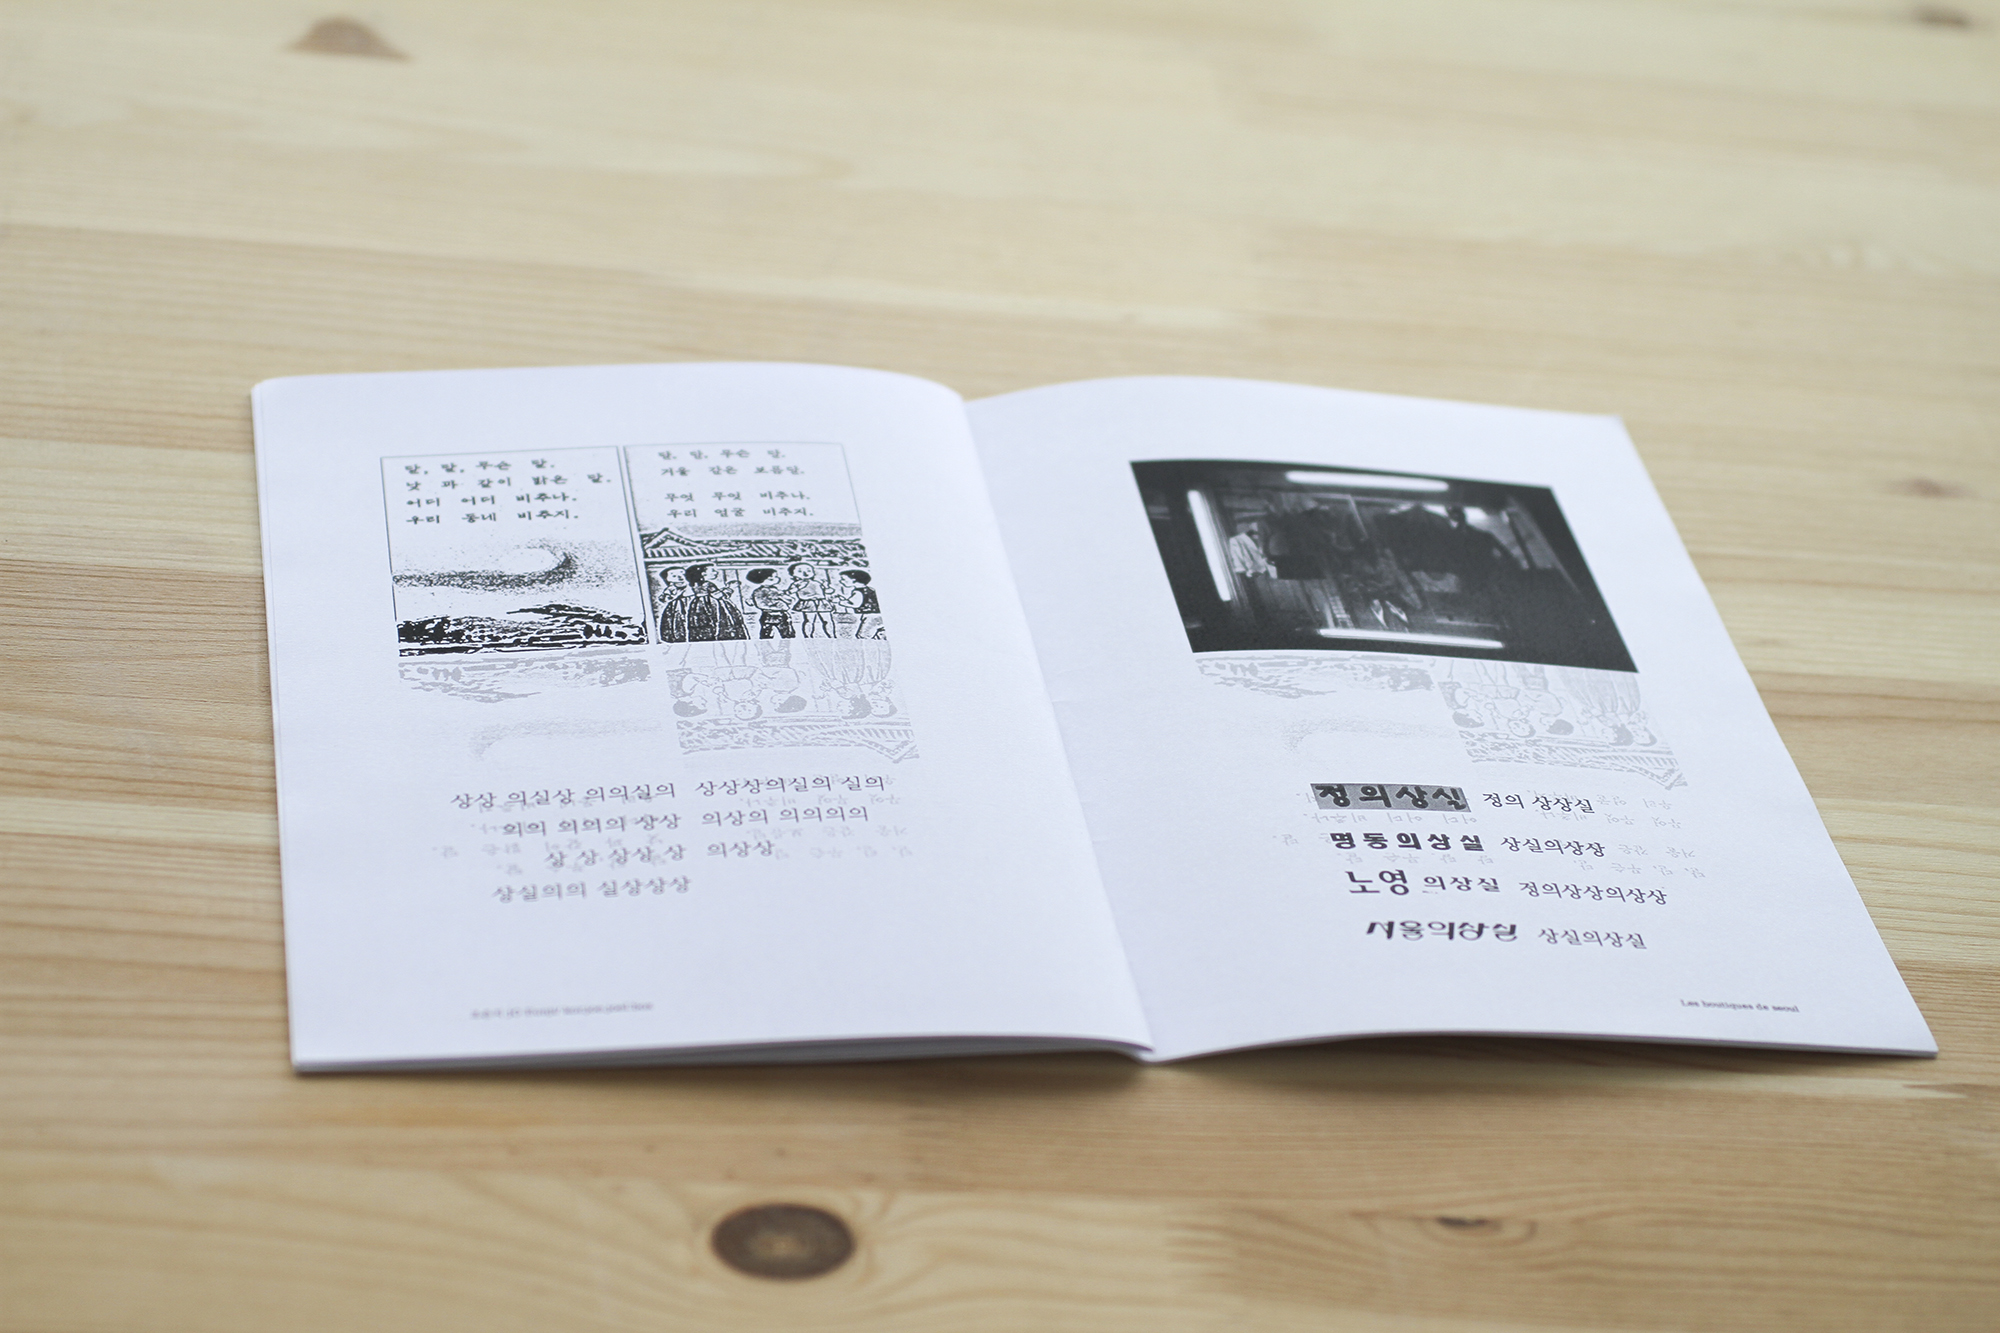 달, 달, 무슨 달.
낮 과 같이 밝은 달.
어디 어디 비추나.
우리 동네 비추지.
달, 달, 무슨 달.
거울 같은 보름달.
무엇 무엇 비추나.
우리 얼굴 비추지.
상상 의실상 의의실의 상상상의실의 실의
의의 의의의 상상 의상의 의의의의
상 상 상상 상 의상상
상실의의 실상상상
정의상실 정의 상상실
명동의상실 상실의상상
노영 의상실 정의상상의상상
서울의상실 상실의상실
Les boutiques de seoul